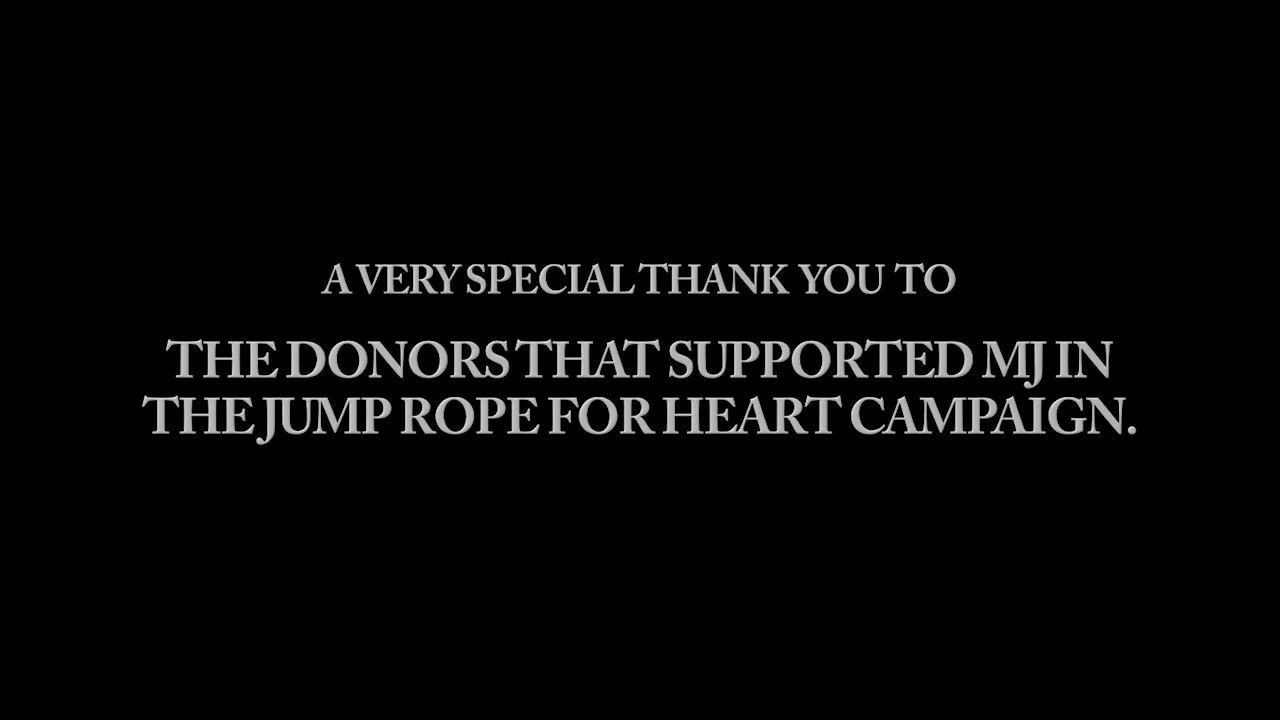 A VERY SPECIAL THANK YOU TO
THE DONORS THAT SUPPORTED MJ IN
THE JUMP ROPE FOR HEART CAMPAIGN.